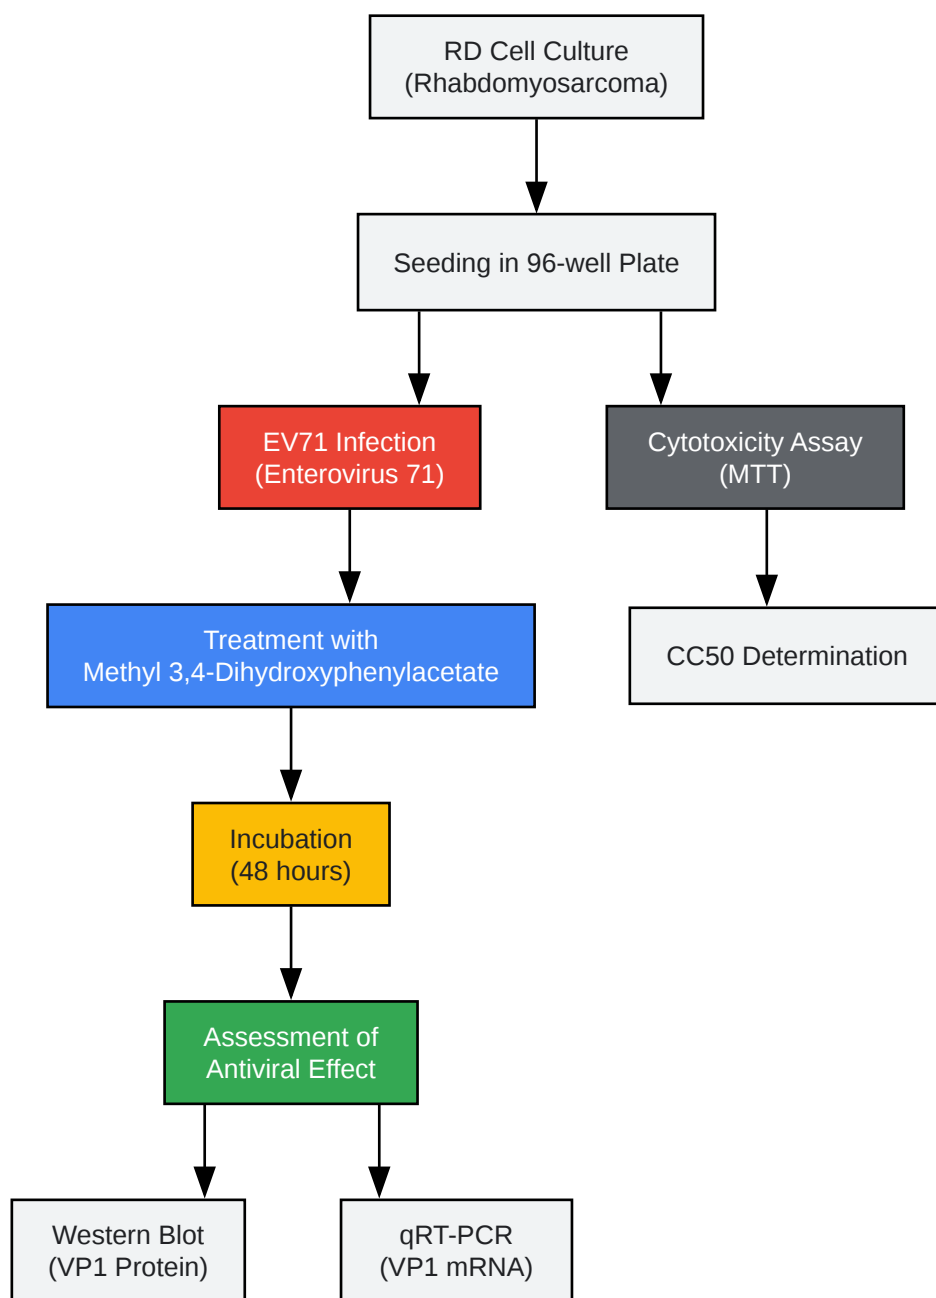 RD Cell Culture
(Rhabdomyosarcoma)
Seeding in 96-well Plate
EV71 Infection
(Enterovirus 71)
Cytotoxicity Assay
(MTT)
Treatment with
Methyl 3,4-Dihydroxyphenylacetate
CC50 Determination
Incubation
(48 hours)
Assessment of
Antiviral Effect
Western Blot
(VP1 Protein)
qRT-PCR
(VP1 mRNA)